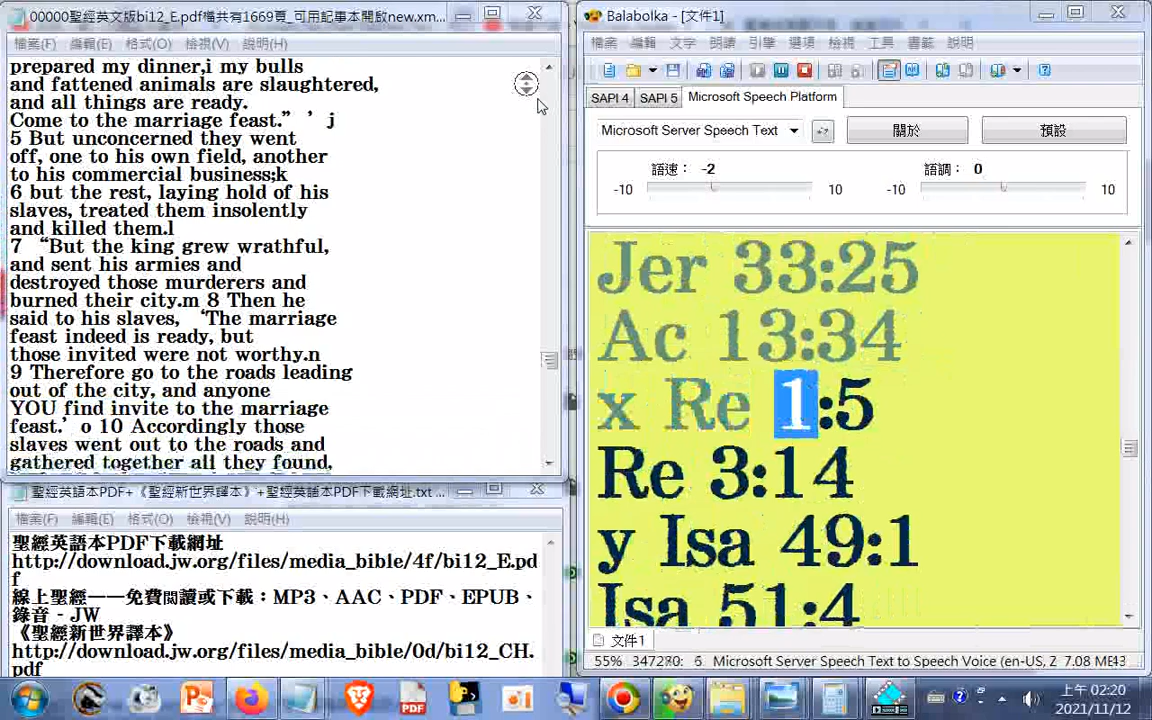 00000聖經英文版bi12_E.pdf檔共有1669頁_可用記事本開啟new.xm...
檔案(F) 編輯(E) 格式(O) 檢視(V) 說明(H)
prepared my dinner,i my bulls
and fattened animals are slaughtered,
and all things are ready.
Come to the marriage feast.” ’ j
5 But unconcerned they went
off, one to his own field, another
to his commercial business;k
6 but the rest, laying hold of his
slaves, treated them insolently
and killed them.l
7 “But the king grew wrathful,
and sent his armies and
destroyed those murderers and
burned their city.m 8 Then he
said to his slaves, ‘The marriage
feast indeed is ready, but
those invited were not worthy.n
9 Therefore go to the roads leading
out of the city, and anyone
YOU find invite to the marriage
feast.’ o 10 Accordingly those
slaves went out to the roads and
gathered together all they found,
聖經英語本PDF+《聖經新世界譯本》+聖經英語本PDF下載網址.txt ...
檔案(F) 編輯(E) 格式(O) 檢視(V) 說明(H)
聖經英語本PDF下載網址
http://download.jw.org/files/media_bible/4f/bi12_E.pd
f
線上聖經——免費閱讀或下載：MP3、AAC、PDF、EPUB、
錄音 - JW
《聖經新世界譯本》
http://download.jw.org/files/media_bible/0d/bi12_CH.
pdf
Balabolka - [文件1]
檔案 編輯 文字 朗讀 引擎 選項 檢視 工具 書籤 說明
SAPI 4 SAPI 5 Microsoft Speech Platform
Microsoft Server Speech Text 關於 預設
語速： -2 語調： 0
-10 10 -10 10
Jer 33:25
Ac 13:34
x Re 1:5
Re 3:14
y Isa 49:1
Isa 51:4
文件1
55% 6 Microsoft Server Speech Text to Speech Voice (en-US, Z 7.08 MB
上午 02:20
2021/11/12